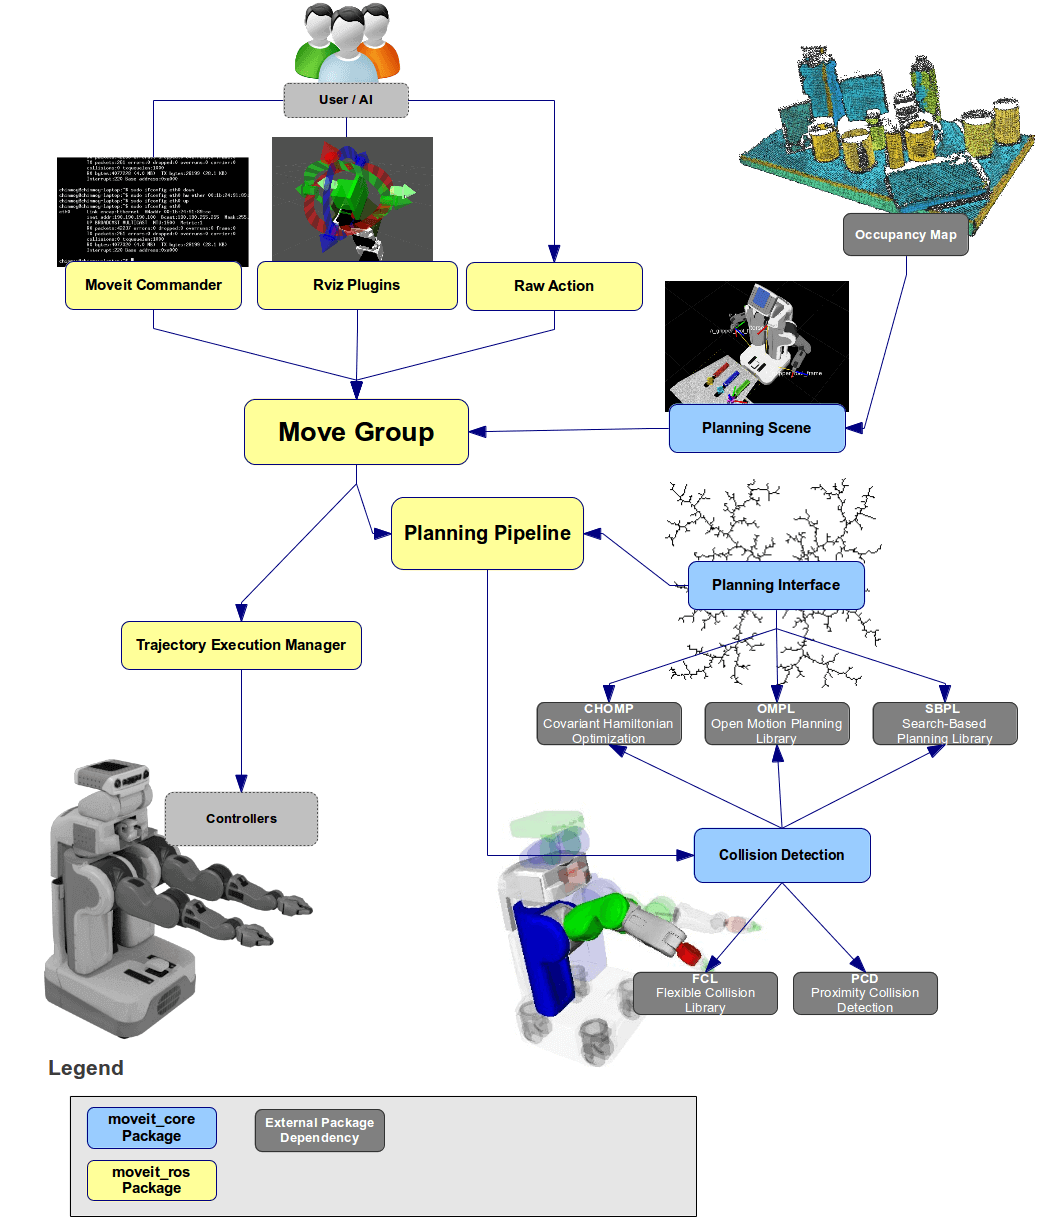 User / AI
Occupancy Map
Moveit Commander
Rviz Plugins
Raw Action
Planning Scene
Move Group
Planning Pipeline
Planning Interface
Trajectory Execution Manager
CHOMP
Covariant Hamiltonian
Optimization
OMPL
Open Motion Planning
Library
SBPL
Search-Based
Planning Library
Controllers
Collision Detection
FCL
Flexible Collision
Library
PCD
Proximity Collision
Detection
Legend
moveit_core
Package
External Package
Dependency
moveit_ros
Package